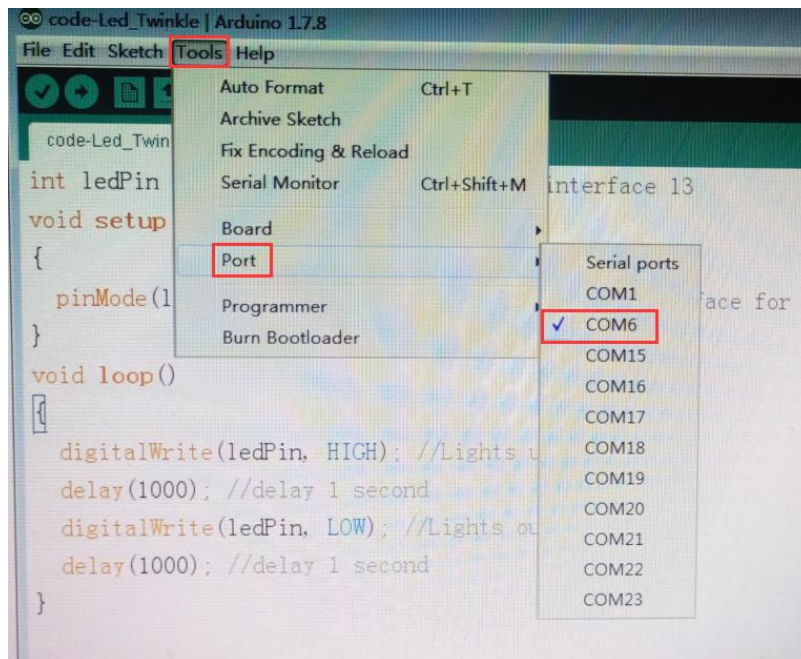 code-Led_Twinkle | Arduino 1.7.8
File Edit Sketch Tools Help
Auto Format Ctrl+T
Archive Sketch
Fix Encoding & Reload
Serial Monitor Ctrl+Shift+M
Board
Port
Programmer
Burn Bootloader
Serial ports
COM1
COM6
COM15
COM16
COM17
COM18
COM19
COM20
COM21
COM22
COM23
code-Led_Twin
int ledPin interface 13
void setup
{
pinMode(l ace for
}
void loop()
{
digitalWrite(ledPin, HIGH); //Lights u
delay(1000); //delay 1 second
digitalWrite(ledPin, LOW); //Lights ou
delay(1000); //delay 1 second
}